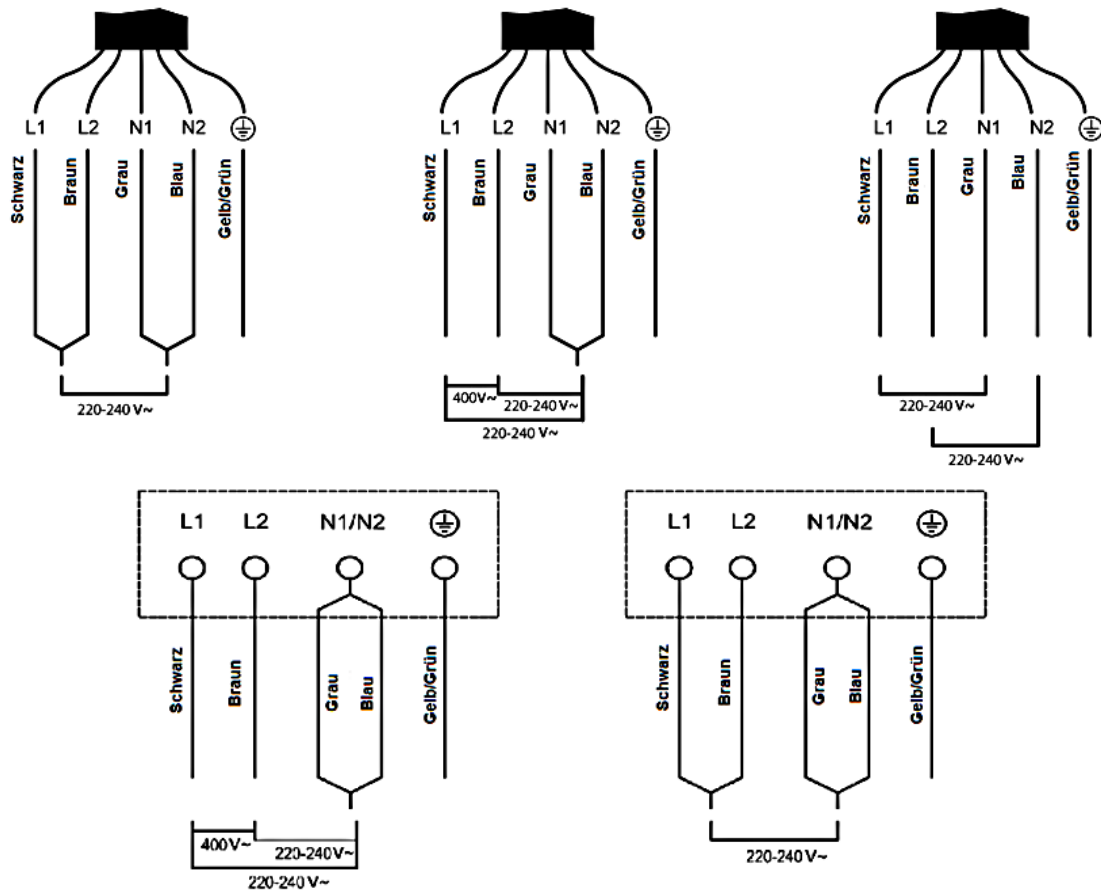 L1 L2 N1 N2
Schwarz
Braun
Grau
Blau
Gelb/Grün
220-240 V~
L1 L2 N1 N2
Schwarz
Braun
Grau
Blau
Gelb/Grün
400V~
220-240 V~
220-240 V~
L1 L2 N1 N2
Schwarz
Braun
Grau
Blau
Gelb/Grün
220-240 V~
220-240 V~
L1 L2 N1/N2
Schwarz
Braun
Grau
Blau
Gelb/Grün
400V~
220-240V~
220-240 V~
L1 L2 N1/N2
Schwarz
Braun
Grau
Blau
Gelb/Grün
220-240 V~